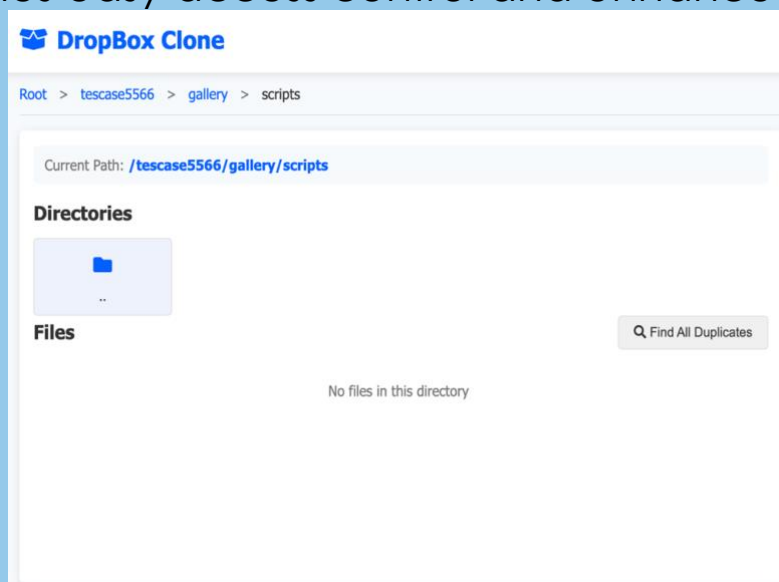 DropBox Clone
Root > tescase5566 > gallery > scripts
Current Path: /tescase5566/gallery/scripts
Directories
..
Files
Find All Duplicates
No files in this directory